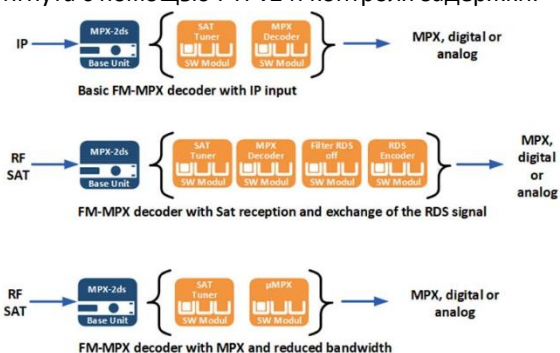 с помощью
и контроля задержки.
IP
MPX-2ds
Base Unit
SAT
Tuner
SW Modul
MPX
Decoder
SW Modul
MPX, digital or
analog
Basic FM-MPX decoder with IP input
RF
SAT
MPX-2ds
Base Unit
SAT
Tuner
SW Modul
MPX
Decoder
SW Modul
Filter RDS
off
SW Modul
RDS
Encoder
SW Modul
MPX,
digital
or
analog
FM-MPX decoder with Sat reception and exchange of the RDS signal
RF
SAT
MPX-2ds
Base Unit
SAT
Tuner
SW Modul
µMPX
SW Modul
MPX, digital or
analog
FM-MPX decoder with MPX and reduced bandwidth